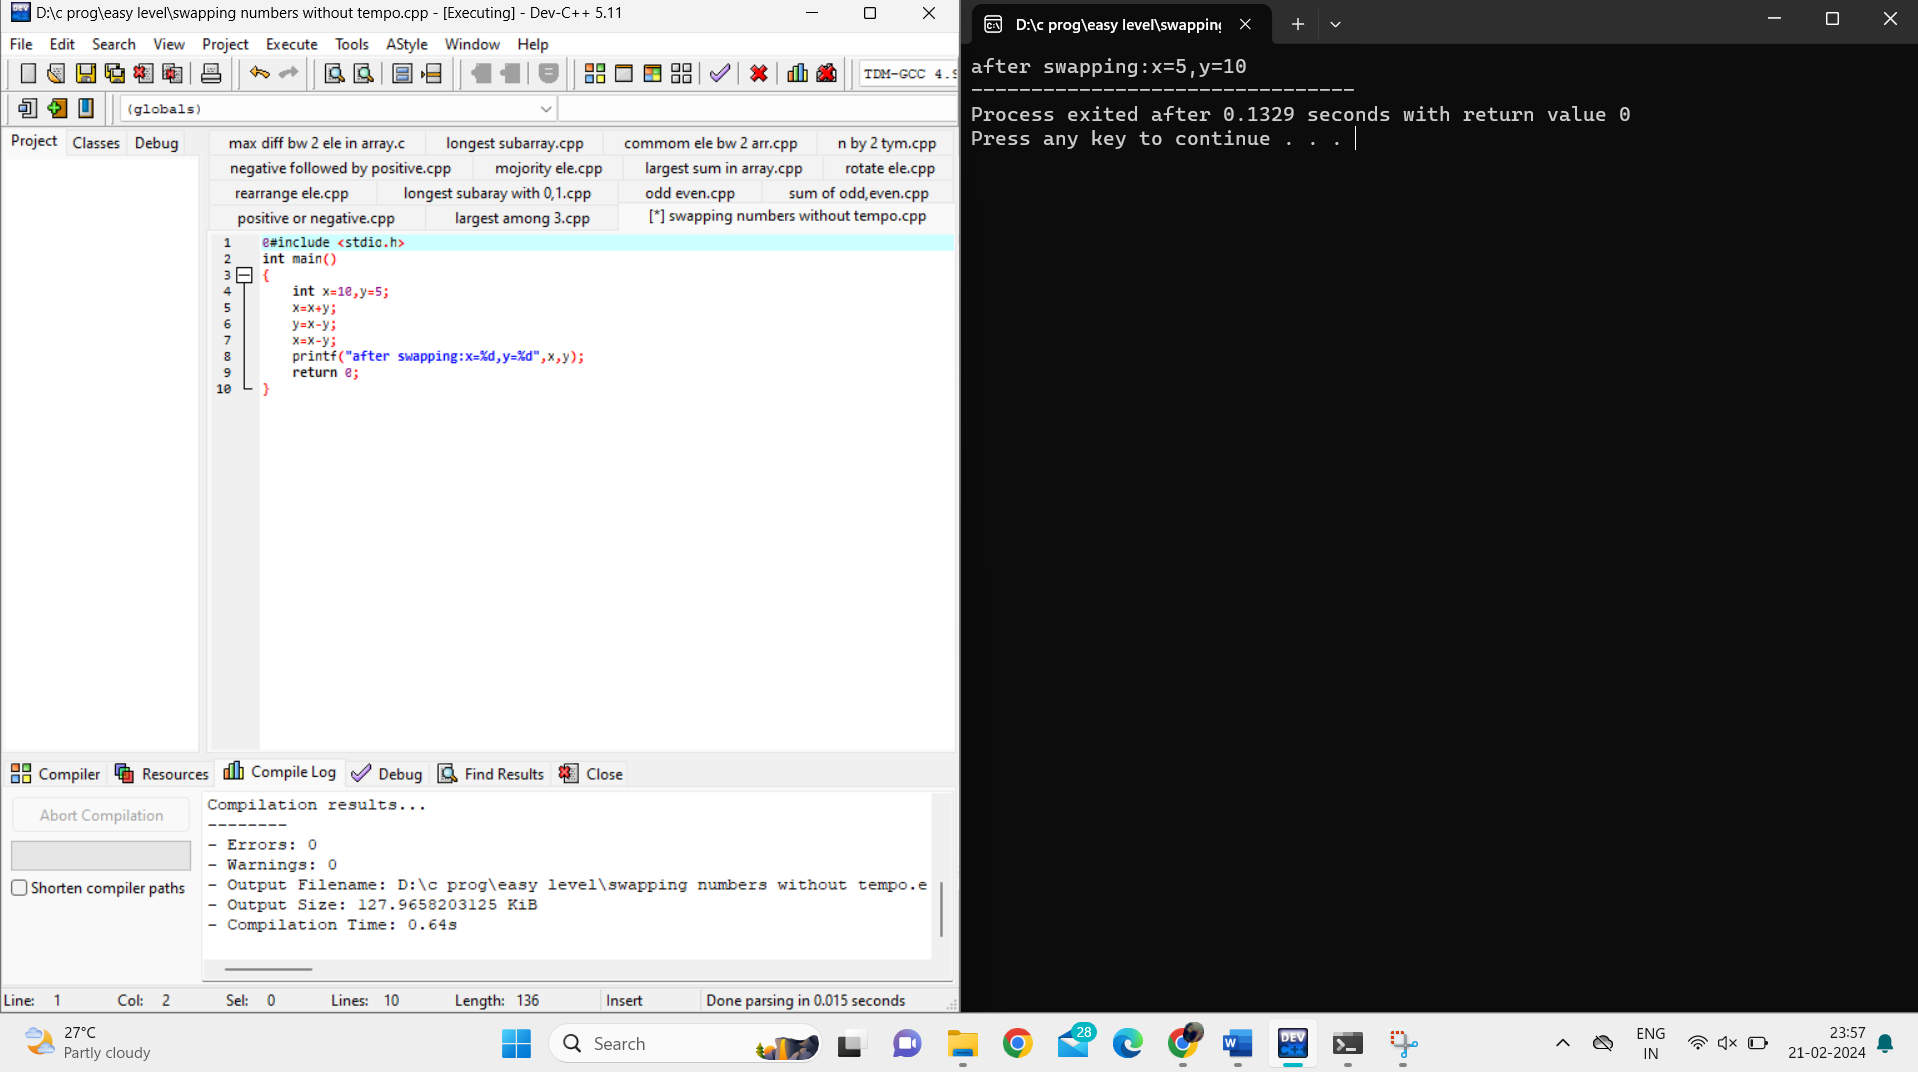 D:\c prog\easy level\swapping numbers without tempo.cpp - [Executing] - Dev-C++ 5.11
File Edit Search View Project Execute Tools AStyle Window Help
TDM-GCC 4.9
(globals)
Project Classes Debug
max diff bw 2 ele in array.c longest subarray.cpp commom ele bw 2 arr.cpp n by 2 tym.cpp
negative followed by positive.cpp mojority ele.cpp largest sum in array.cpp rotate ele.cpp
rearrange ele.cpp longest subaray with 0,1.cpp odd even.cpp sum of odd,even.cpp
positive or negative.cpp largest among 3.cpp [*] swapping numbers without tempo.cpp
1 0#include <stdio.h>
2 int main()
3 {
4 int x=10,y=5;
5 x=x+y;
6 y=x-y;
7 x=x-y;
8 printf("after swapping:x=%d,y=%d",x,y);
9 return 0;
10 }
Compiler Resources Compile Log Debug Find Results Close
Abort Compilation
Shorten compiler paths
Compilation results...
--------
- Errors: 0
- Warnings: 0
- Output Filename: D:\c prog\easy level\swapping numbers without tempo.e
- Output Size: 127.9658203125 KiB
- Compilation Time: 0.64s
Line: 1 Col: 2 Sel: 0 Lines: 10 Length: 136 Insert Done parsing in 0.015 seconds
D:\c prog\easy level\swapping
after swapping:x=5,y=10
--------------------------------
Process exited after 0.1329 seconds with return value 0
Press any key to continue . . .
27°C
Partly cloudy
Search
28
DEV
C++
ENG
IN
23:57
21-02-2024